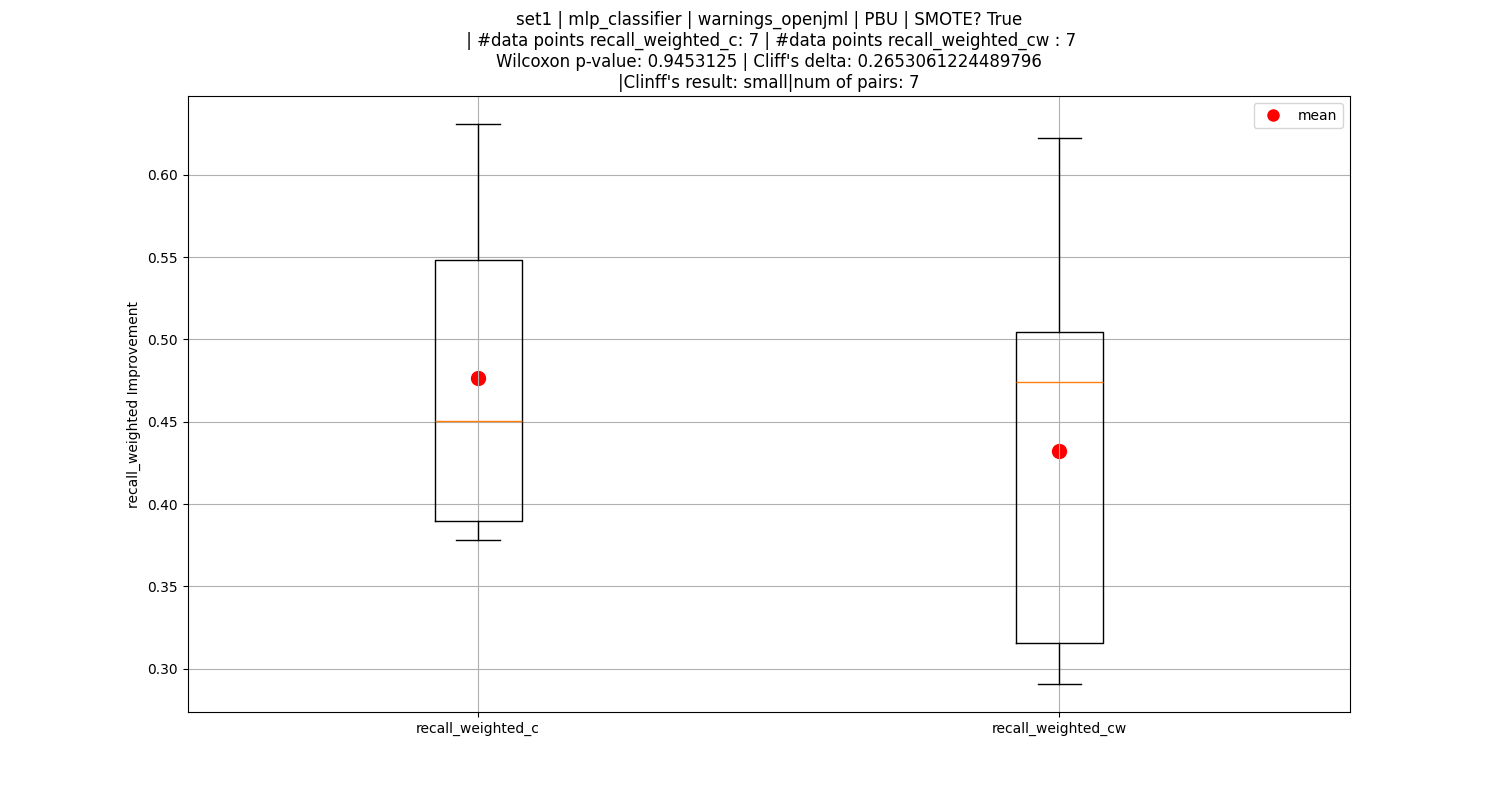 set1 | mlp_classifier | warnings_openjml | PBU | SMOTE? True
| #data points recall_weighted_c: 7 | #data points recall_weighted_cw : 7
Wilcoxon p-value: 0.9453125 | Cliff's delta: 0.2653061224489796
|Clinff's result: small|num of pairs: 7
mean
recall_weighted Improvement
0.60
0.55
0.50
0.45
0.40
0.35
0.30
recall_weighted_c
recall_weighted_cw